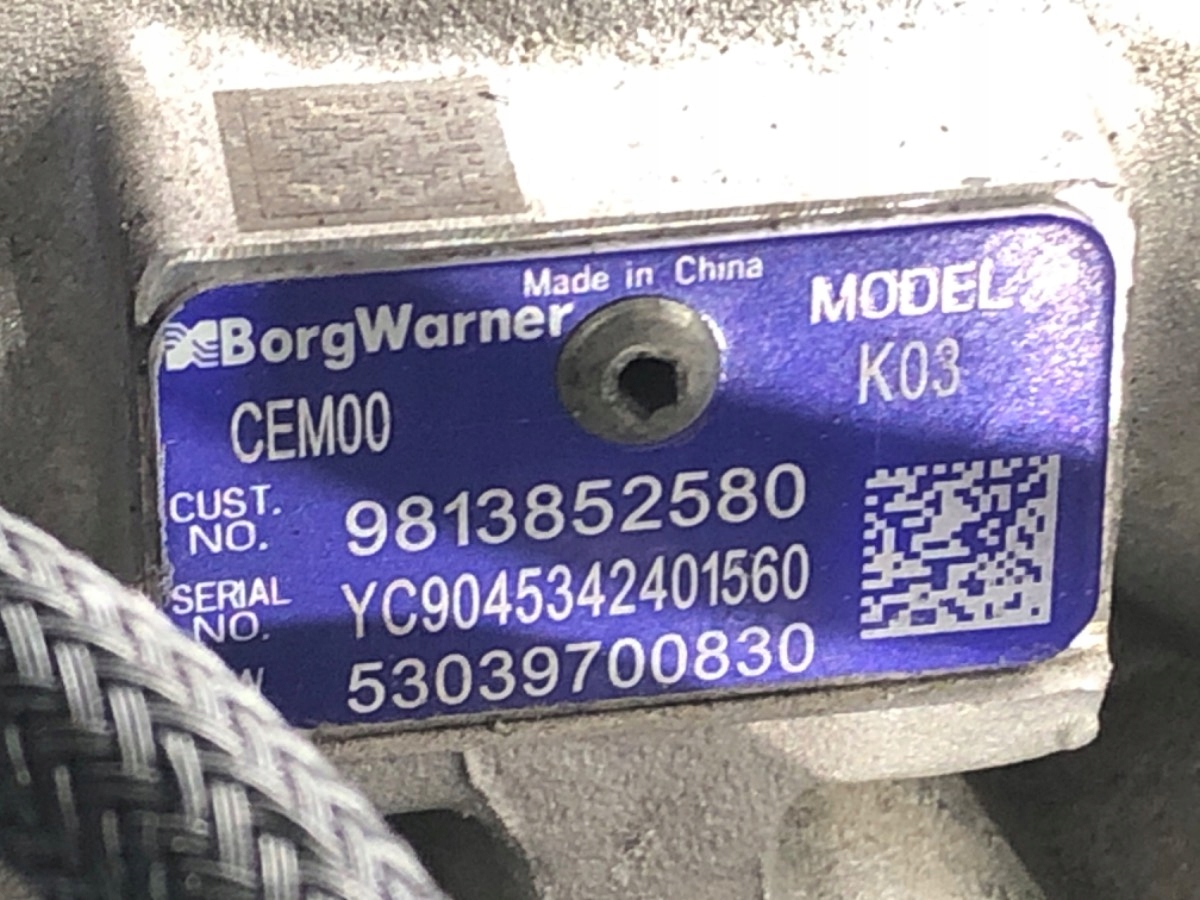 Made in China
BorgWarner
MODEL
K03
CEM00
CUST. NO. 9813852580
SERIAL NO. YC9045342401560
53039700830